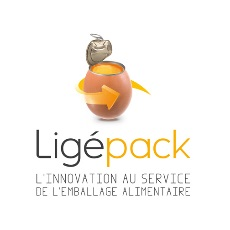 Ligépack
L'INNOVATION AU SERVICE
DE L'EMBALLAGE ALIMENTAIRE